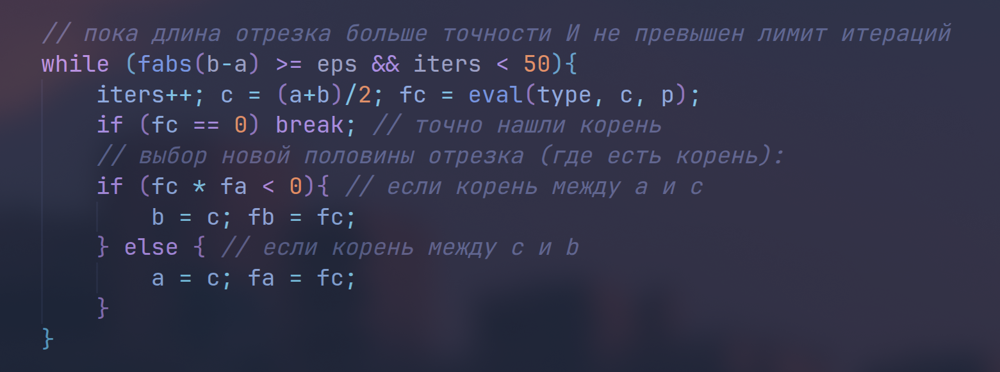 // пока длина отрезка больше точности И не превышен лимит итераций
while (fabs(b-a) >= eps && iters < 50){
    iters++; c = (a+b)/2; fc = eval(type, c, p);
    if (fc == 0) break; // точно нашли корень
    // выбор новой половины отрезка (где есть корень):
    if (fc * fa < 0){ // если корень между a и c
        b = c; fb = fc;
    } else { // если корень между c и b
        a = c; fa = fc;
    }
}